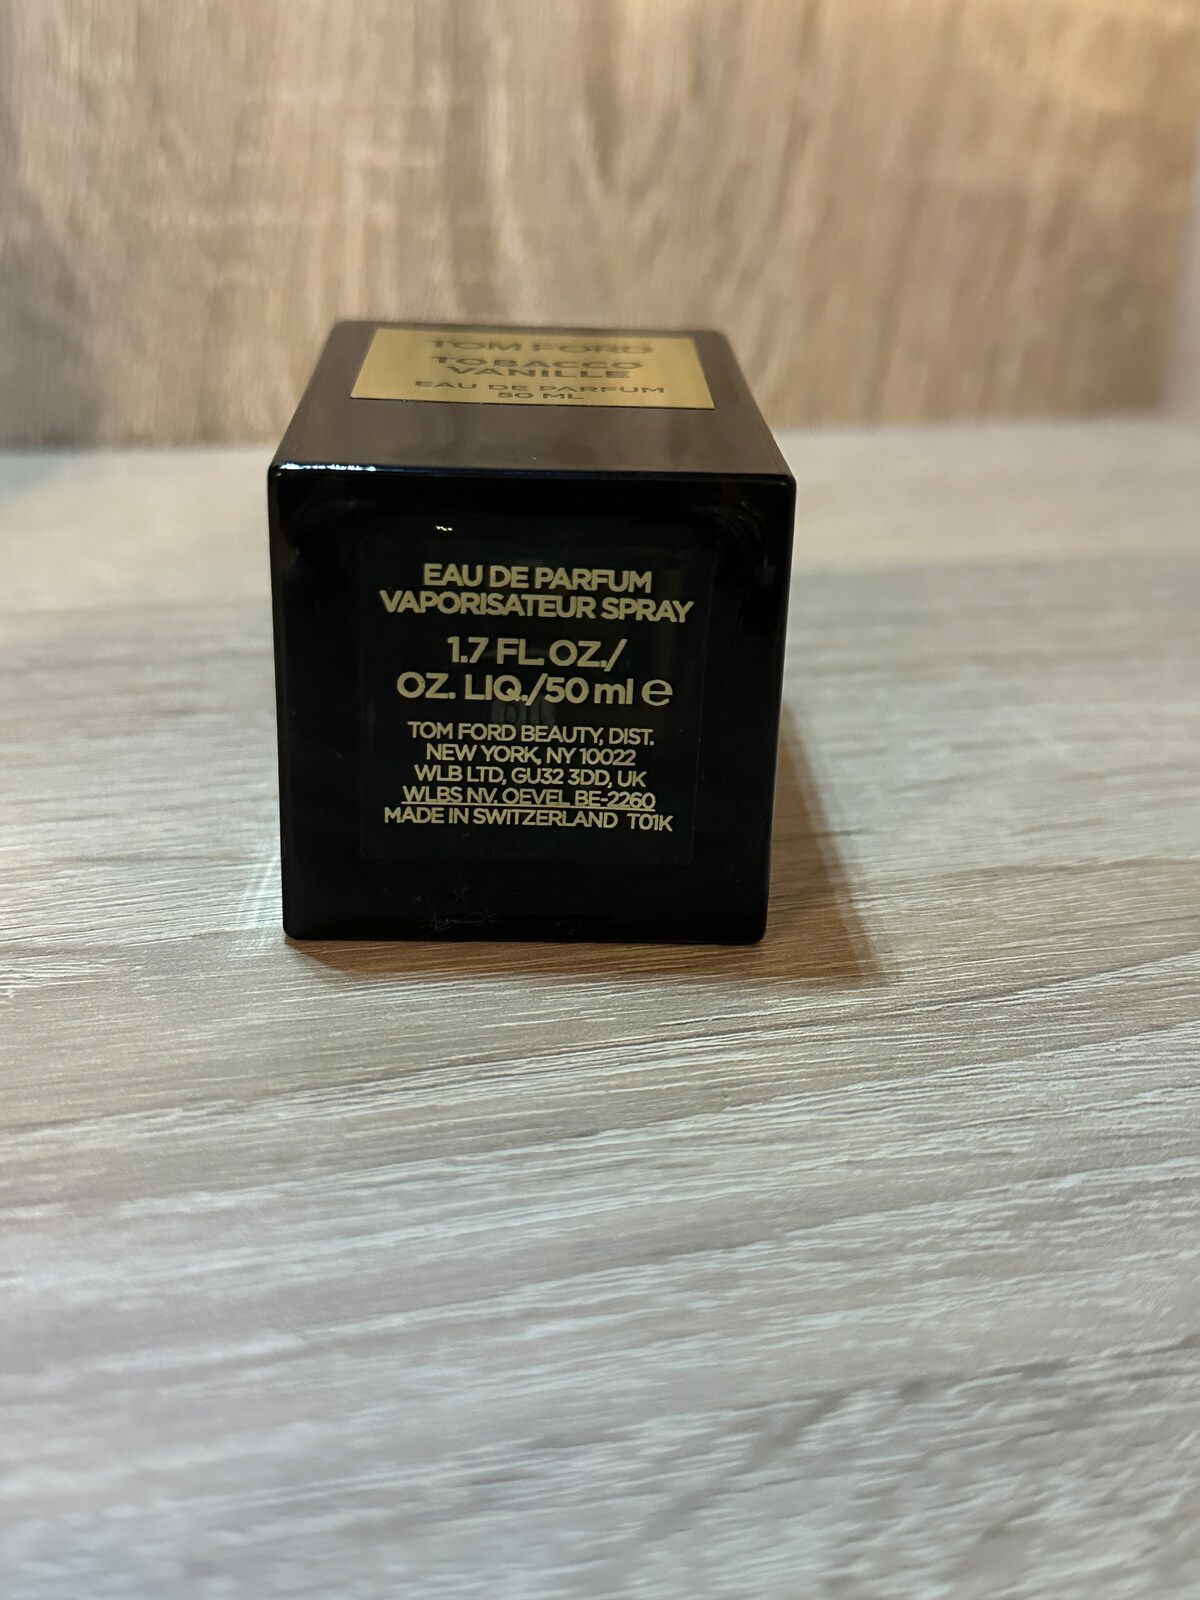 TOM FORD
TOBACCO
VANILLE
EAU DE PARFUM
50 ML
EAU DE PARFUM
VAPORISATEUR SPRAY
1.7 FL.OZ./
OZ. LIQ./50 ml e
TOM FORD BEAUTY, DIST.
NEW YORK, NY 10022
WLB LTD, GU32 3DD, UK
WLBS NV, OEVEL BE-2260
MADE IN SWITZERLAND T01K